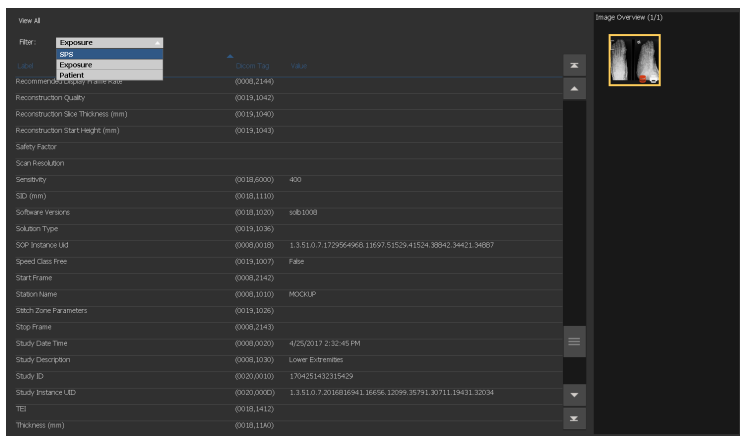 View All
Image Overview (1/1)
Filter: Exposure
SPS
Label Dicom Tag Value
Exposure
Patient
Recommended Display Frame Rate (0008,2144)
Reconstruction Quality (0019,1042)
Reconstruction Slice Thickness (mm) (0019,1040)
Reconstruction Start Height (mm) (0019,1043)
Safety Factor
Scan Resolution
Sensitivity (0018,6000) 400
SID (mm) (0018,1110)
Software Versions (0018,1020) solb1008
Solution Type (0019,1036)
SOP Instance Uid (0008,0018) 1.3.51.0.7.1729564968.11697.51529.41524.38842.34421.34887
Speed Class Free (0019,1007) False
Start Frame (0008,2142)
Station Name (0008,1010) MOCKUP
Stitch Zone Parameters (0019,1026)
Stop Frame (0008,2143)
Study Date Time (0008,0020) 4/25/2017 2:32:45 PM
Study Description (0008,1030) Lower Extremities
Study ID (0020,0010) 1704251432315429
Study Instance UID (0020,000D) 1.3.51.0.7.2016816941.16656.12099.35791.30711.19431.32034
TEI (0018,1412)
Thickness (mm) (0018,11A0)